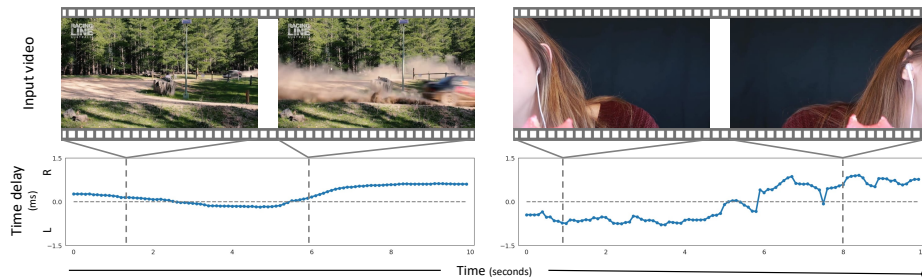 Input video
RACING
LINE
RACING
LINE
Time delay
(ms)
1.5
R
0.0
L
−1.5
0
2
4
6
8
10
1.5
0.0
−1.5
0
2
4
6
8
Time (seconds)